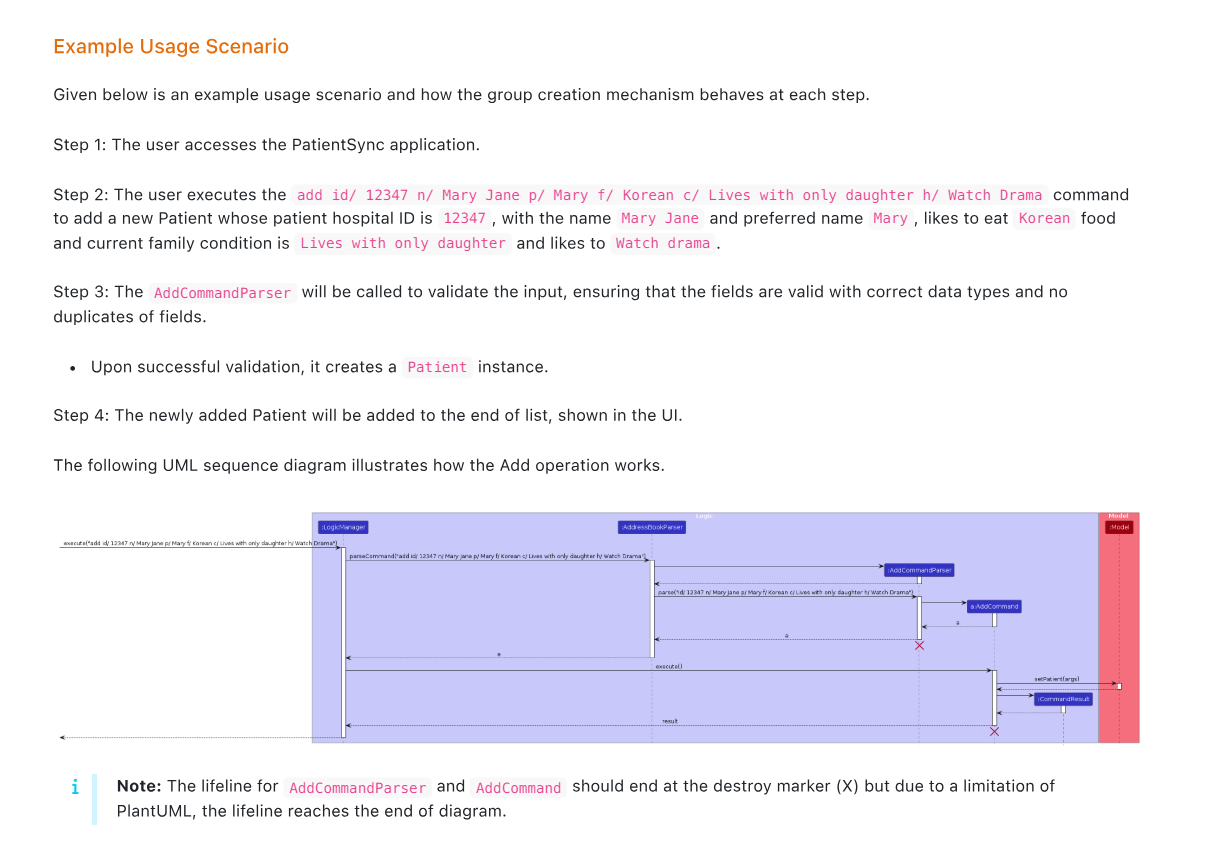 Example Usage Scenario
Given below is an example usage scenario and how the group creation mechanism behaves at each step.
Step 1: The user accesses the PatientSync application.
Step 2: The user executes the add id/ 12347 n/ Mary Jane p/ Mary f/ Korean c/ Lives with only daughter h/ Watch Drama command
to add a new Patient whose patient hospital ID is 12347 , with the name Mary Jane and preferred name Mary , likes to eat Korean food
and current family condition is Lives with only daughter and likes to Watch drama .
Step 3: The AddCommandParser will be called to validate the input, ensuring that the fields are valid with correct data types and no
duplicates of fields.
• Upon successful validation, it creates a Patient instance.
Step 4: The newly added Patient will be added to the end of list, shown in the UI.
The following UML sequence diagram illustrates how the Add operation works.
Logic
Model
:LogicManager
:AddressBookParser
:Model
execute("add id/ 12347 n/ Mary Jane p/ Mary f/ Korean c/ Lives with only daughter h/ Watch Drama")
parseCommand("add id/ 12347 n/ Mary Jane p/ Mary f/ Korean c/ Lives with only daughter h/ Watch Drama")
:AddCommandParser
parse("id/ 12347 n/ Mary Jane p/ Mary f/ Korean c/ Lives with only daughter h/ Watch Drama")
a:AddCommand
a
a
a
execute()
setPatient(args)
:CommandResult
result
i
Note: The lifeline for AddCommandParser and AddCommand should end at the destroy marker (X) but due to a limitation of
PlantUML, the lifeline reaches the end of diagram.